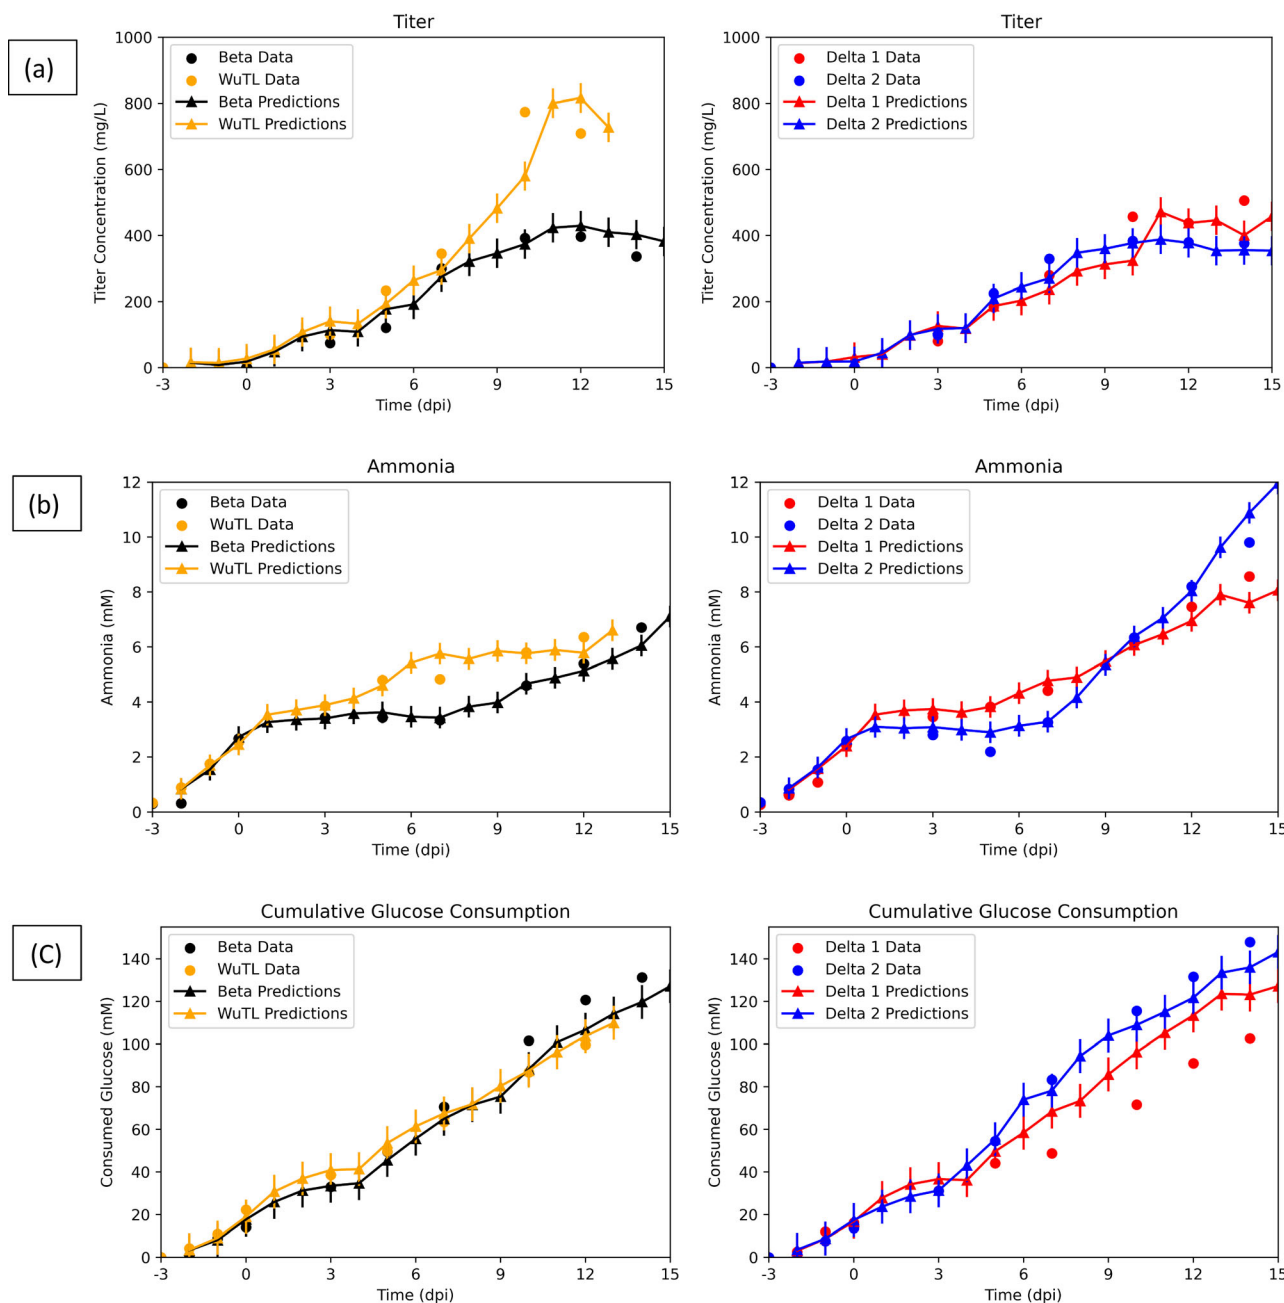 (a)
Titer
1000
800
600
400
200
0
Titer Concentration (mg/L)
Beta Data
WuTL Data
Beta Predictions
WuTL Predictions
-3 0 3 6 9 12 15
Time (dpi)
Titer
1000
800
600
400
200
0
Titer Concentration (mg/L)
Delta 1 Data
Delta 2 Data
Delta 1 Predictions
Delta 2 Predictions
-3 0 3 6 9 12 15
Time (dpi)
(b)
Ammonia
12
10
8
6
4
2
0
Ammonia (mM)
Beta Data
WuTL Data
Beta Predictions
WuTL Predictions
-3 0 3 6 9 12 15
Time (dpi)
Ammonia
12
10
8
6
4
2
0
Ammonia (mM)
Delta 1 Data
Delta 2 Data
Delta 1 Predictions
Delta 2 Predictions
-3 0 3 6 9 12 15
Time (dpi)
(C)
Cumulative Glucose Consumption
140
120
100
80
60
40
20
0
Consumed Glucose (mM)
Beta Data
WuTL Data
Beta Predictions
WuTL Predictions
-3 0 3 6 9 12 15
Time (dpi)
Cumulative Glucose Consumption
140
120
100
80
60
40
20
0
Consumed Glucose (mM)
Delta 1 Data
Delta 2 Data
Delta 1 Predictions
Delta 2 Predictions
-3 0 3 6 9 12 15
Time (dpi)